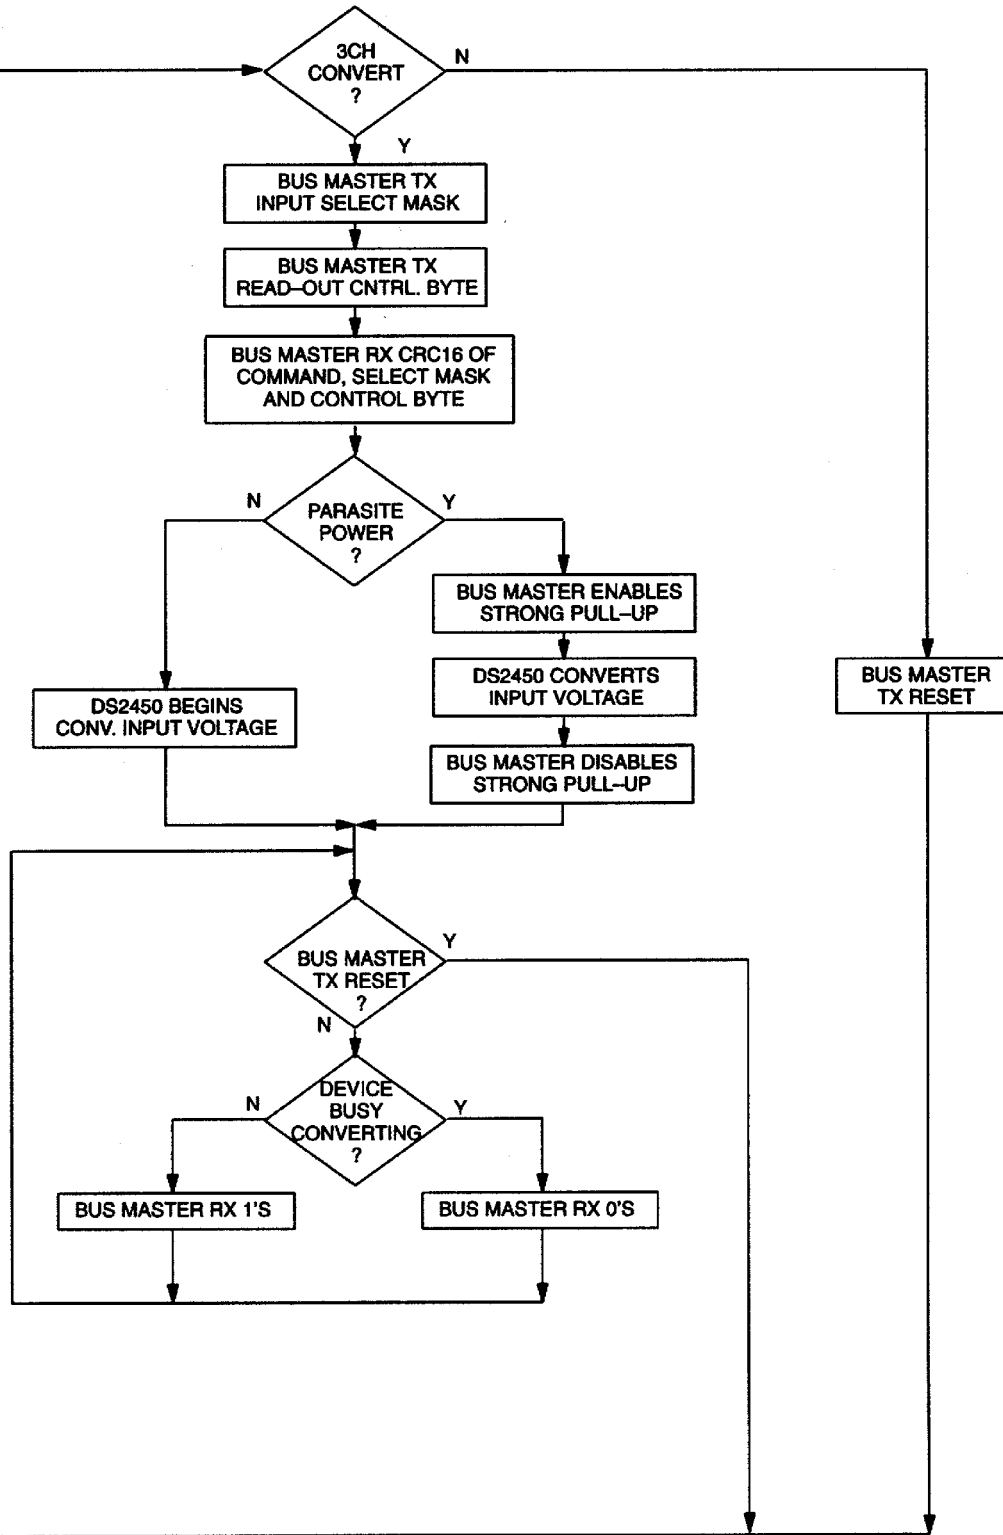 3CH
CONVERT
?
N
Y
BUS MASTER TX
INPUT SELECT MASK
BUS MASTER TX
READ–OUT CNTRL. BYTE
BUS MASTER RX CRC16 OF
COMMAND, SELECT MASK
AND CONTROL BYTE
N
PARASITE
POWER
?
Y
BUS MASTER ENABLES
STRONG PULL–UP
DS2450 CONVERTS
INPUT VOLTAGE
BUS MASTER DISABLES
STRONG PULL–UP
DS2450 BEGINS
CONV. INPUT VOLTAGE
BUS MASTER
TX RESET
BUS MASTER
TX RESET
?
Y
N
DEVICE
BUSY
CONVERTING
?
N
Y
BUS MASTER RX 1'S
BUS MASTER RX 0'S